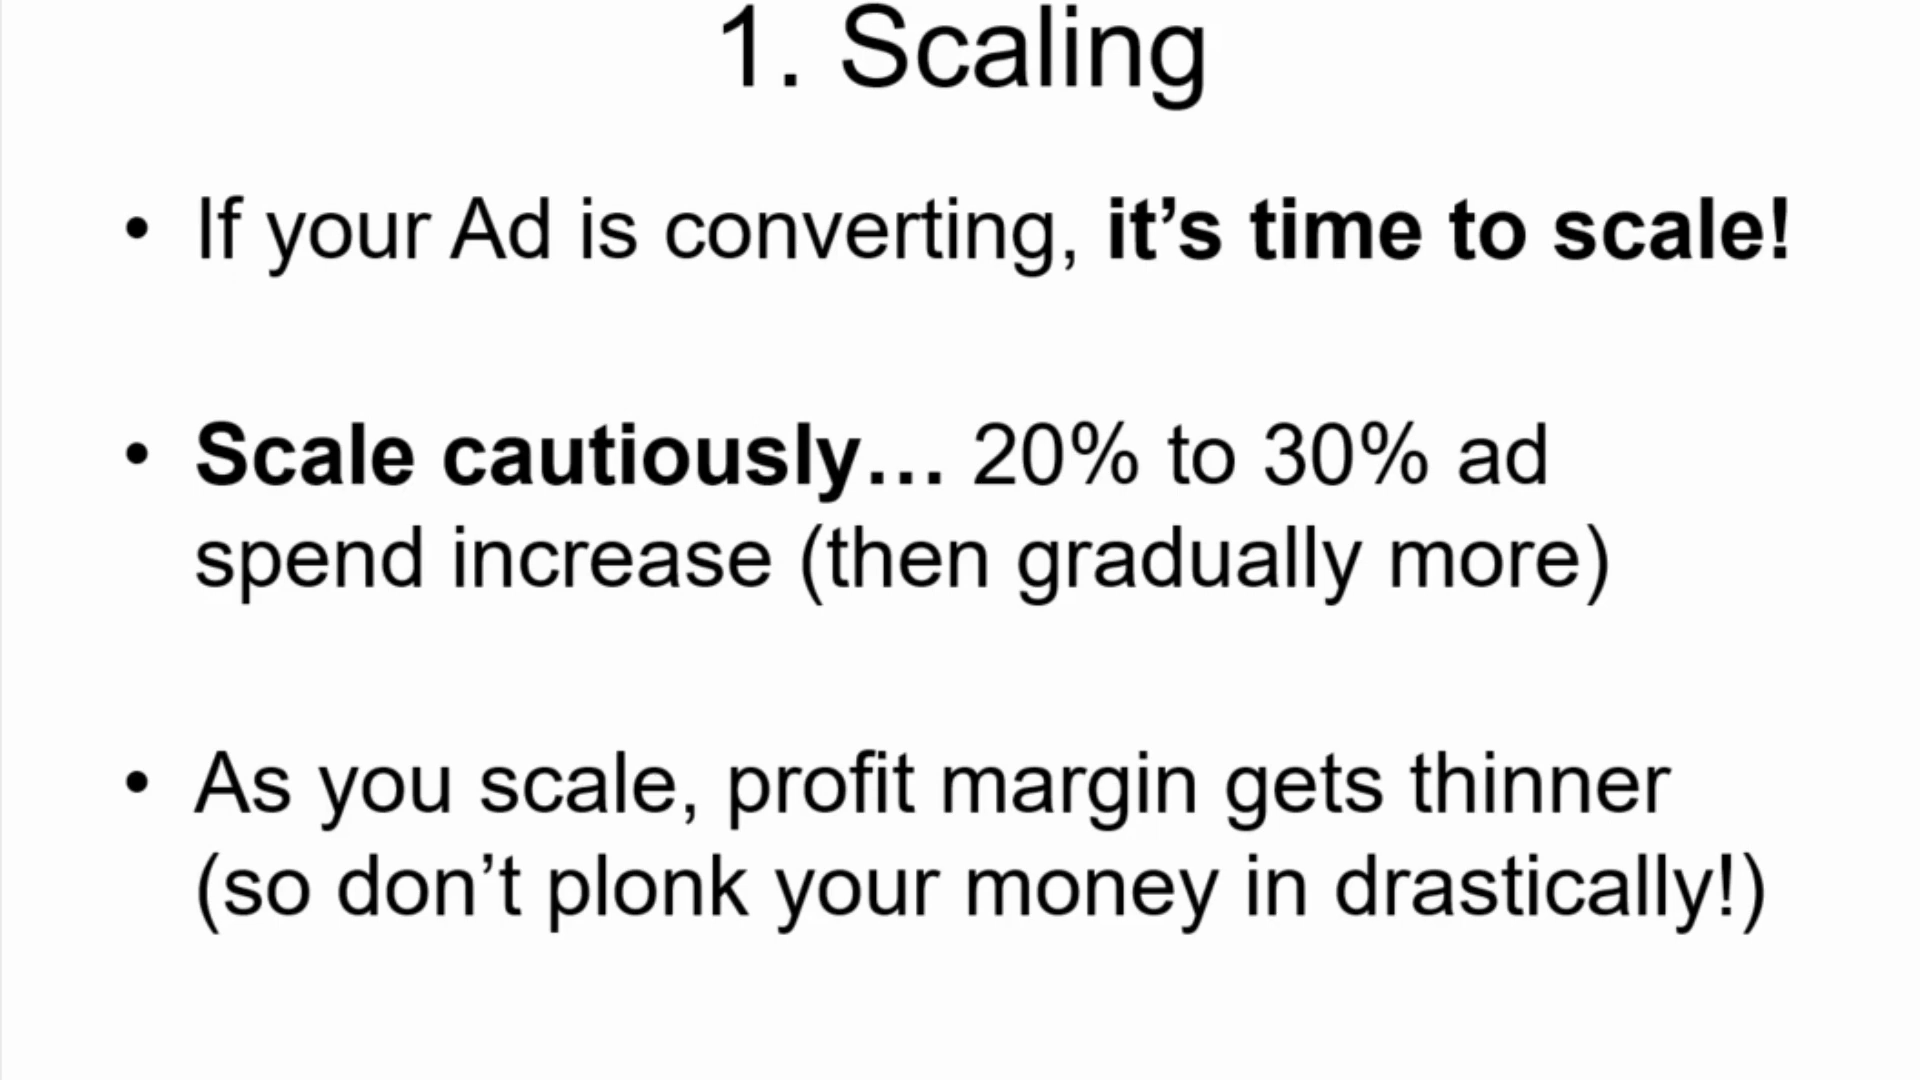 1. Scaling
• If your Ad is converting, it’s time to scale!
• Scale cautiously… 20% to 30% ad
spend increase (then gradually more)
• As you scale, profit margin gets thinner
(so don’t plonk your money in drastically!)